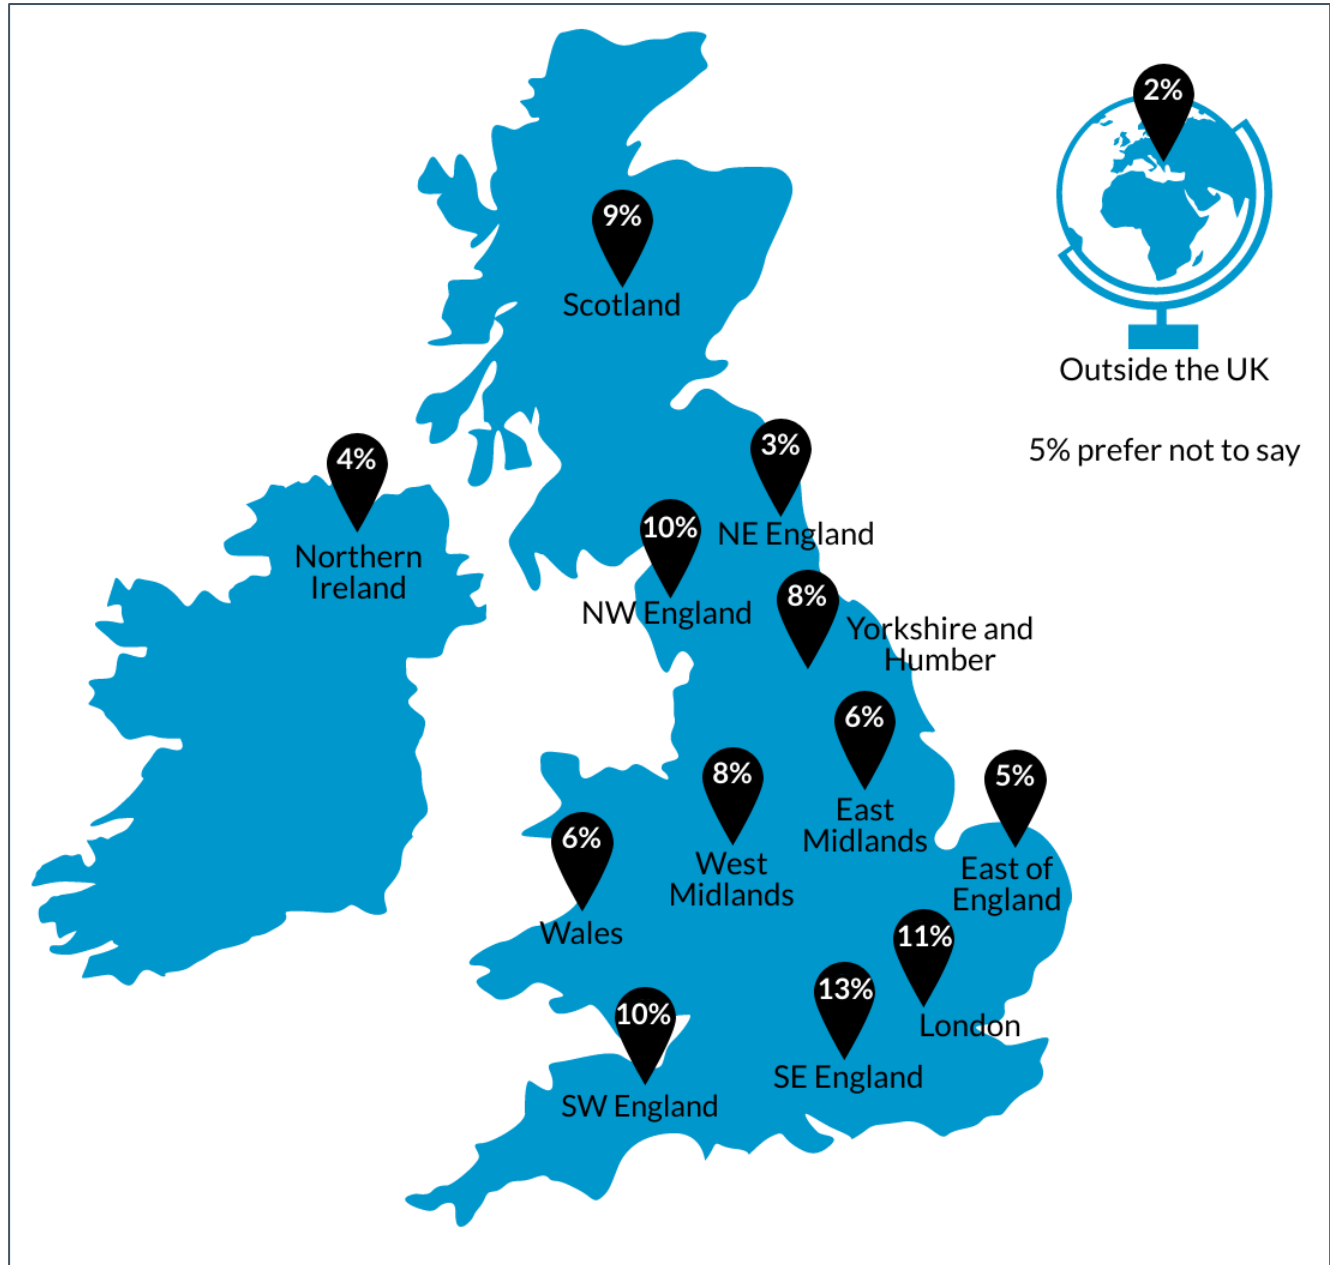 2%
9%
Scotland
Outside the UK
5% prefer not to say
3%
NE England
4%
Northern
Ireland
10%
NW England
8%
Yorkshire and
Humber
6%
East
Midlands
8%
West
Midlands
5%
East of
England
6%
Wales
11%
London
13%
SE England
10%
SW England